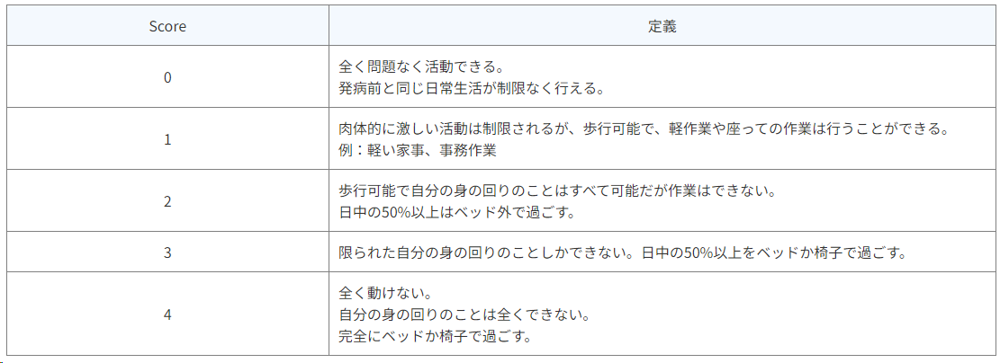 Score 定義
0 全く問題なく活動できる。
発病前と同じ日常生活が制限なく行える。
1 肉体的に激しい活動は制限されるが、歩行可能で、軽作業や座っての作業は行うことができる。
例：軽い家事、事務作業
2 歩行可能で自分の身の回りのことはすべて可能だが作業はできない。
日中の50%以上はベッド外で過ごす。
3 限られた自分の身の回りのことしかできない。日中の50%以上をベッドか椅子で過ごす。
4 全く動けない。
自分の身の回りのことは全くできない。
完全にベッドか椅子で過ごす。